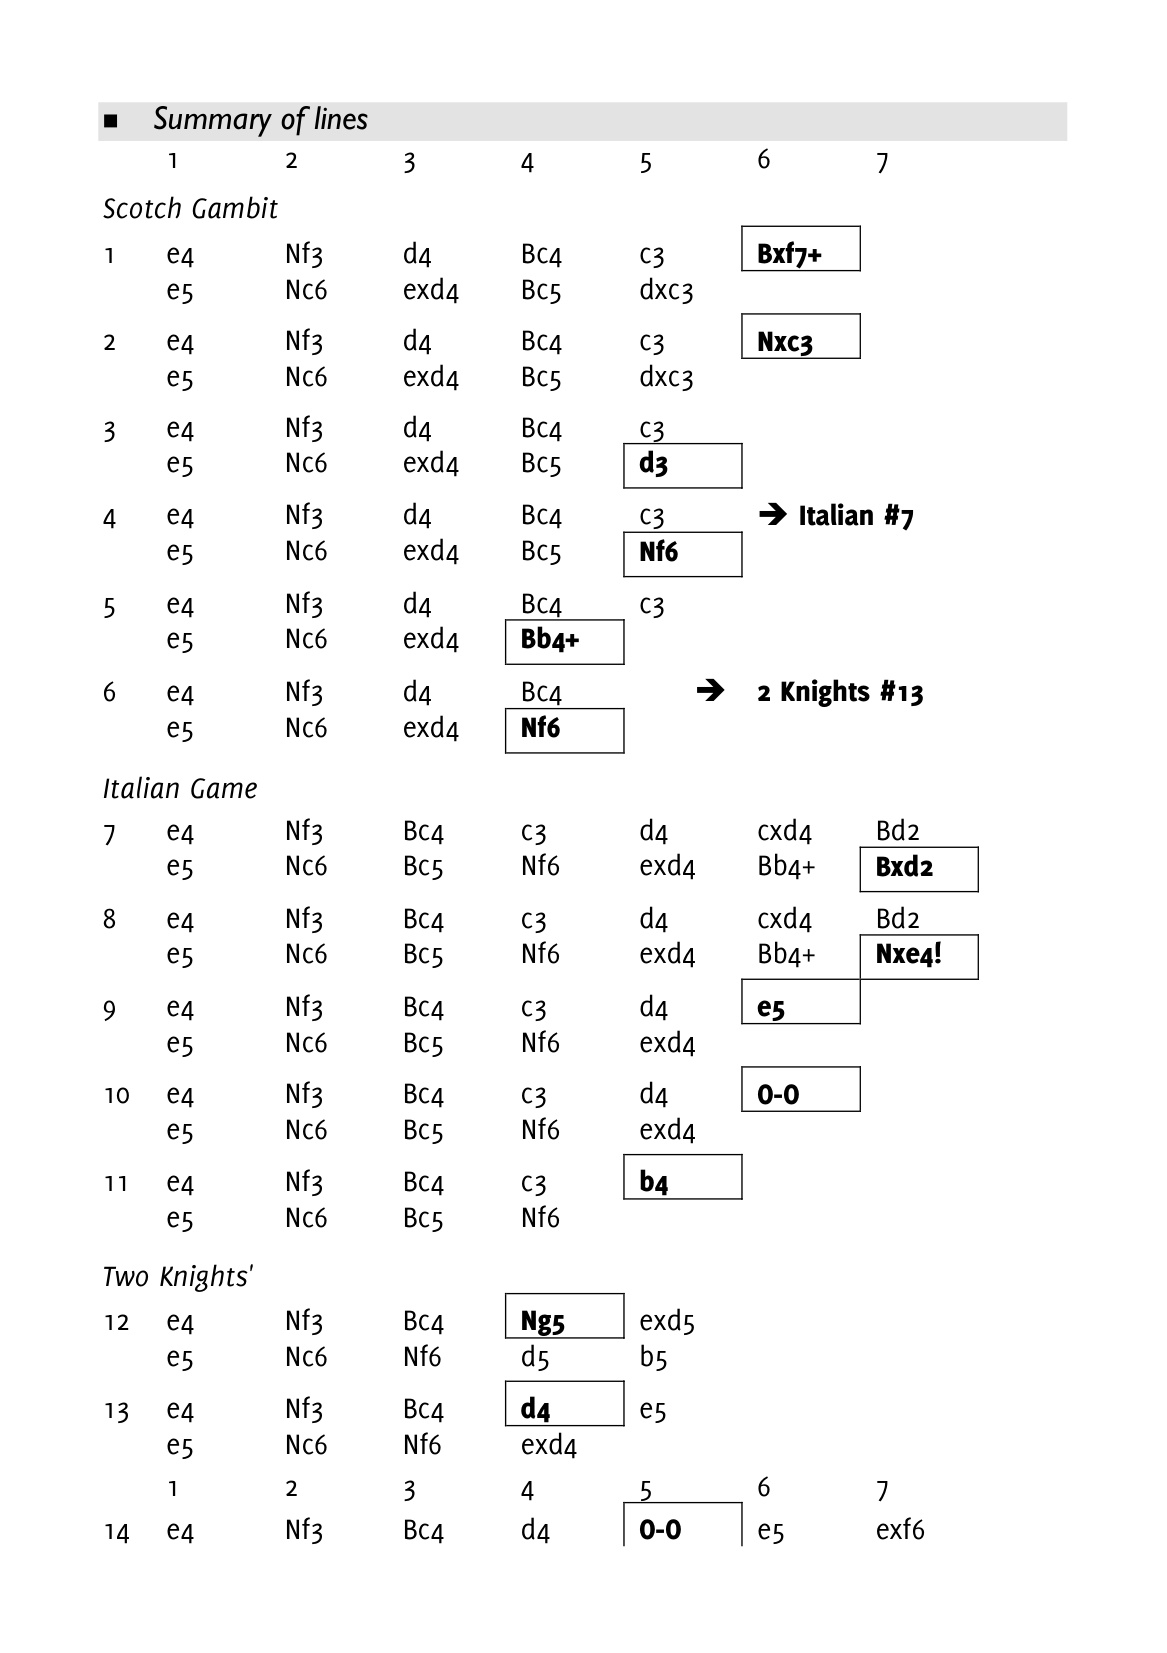 ■ Summary of lines
1 2 3 4 5 6 7
Scotch Gambit
1 e4 Nf3 d4 Bc4 c3 Bxf7+
e5 Nc6 exd4 Bc5 dxc3
2 e4 Nf3 d4 Bc4 c3 Nxc3
e5 Nc6 exd4 Bc5 dxc3
3 e4 Nf3 d4 Bc4 c3
e5 Nc6 exd4 Bc5 d3
4 e4 Nf3 d4 Bc4 c3 ➔ Italian #7
e5 Nc6 exd4 Bc5 Nf6
5 e4 Nf3 d4 Bc4 c3
e5 Nc6 exd4 Bb4+
6 e4 Nf3 d4 Bc4 ➔ 2 Knights #13
e5 Nc6 exd4 Nf6
Italian Game
7 e4 Nf3 Bc4 c3 d4 cxd4 Bd2
e5 Nc6 Bc5 Nf6 exd4 Bb4+ Bxd2
8 e4 Nf3 Bc4 c3 d4 cxd4 Bd2
e5 Nc6 Bc5 Nf6 exd4 Bb4+ Nxe4!
9 e4 Nf3 Bc4 c3 d4 e5
e5 Nc6 Bc5 Nf6 exd4
10 e4 Nf3 Bc4 c3 d4 0-0
e5 Nc6 Bc5 Nf6 exd4
11 e4 Nf3 Bc4 c3 b4
e5 Nc6 Bc5 Nf6
Two Knights'
12 e4 Nf3 Bc4 Ng5 exd5
e5 Nc6 Nf6 d5 b5
13 e4 Nf3 Bc4 d4 e5
e5 Nc6 Nf6 exd4
1 2 3 4 5 6 7
14 e4 Nf3 Bc4 d4 0-0 e5 exf6